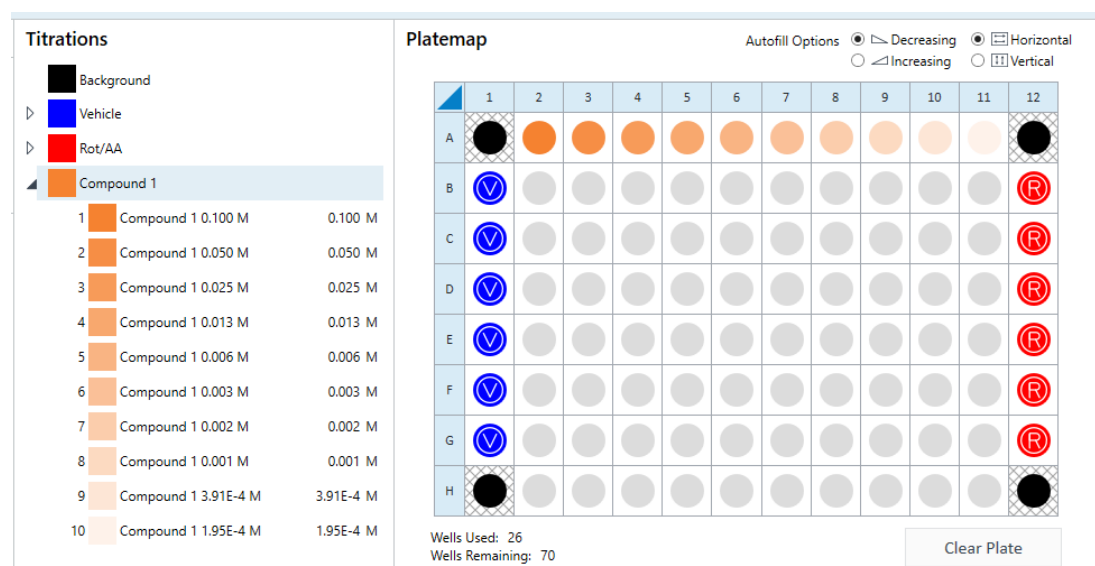 Titrations
Background
Vehicle
Rot/AA
Compound 1
1 Compound 1 0.100 M 0.100 M
2 Compound 1 0.050 M 0.050 M
3 Compound 1 0.025 M 0.025 M
4 Compound 1 0.013 M 0.013 M
5 Compound 1 0.006 M 0.006 M
6 Compound 1 0.003 M 0.003 M
7 Compound 1 0.002 M 0.002 M
8 Compound 1 0.001 M 0.001 M
9 Compound 1 3.91E-4 M 3.91E-4 M
10 Compound 1 1.95E-4 M 1.95E-4 M
Platemap
Autofill Options Decreasing Horizontal
Increasing Vertical
1 2 3 4 5 6 7 8 9 10 11 12
A
B V R
C V R
D V R
E V R
F V R
G V R
H
Wells Used: 26
Wells Remaining: 70
Clear Plate